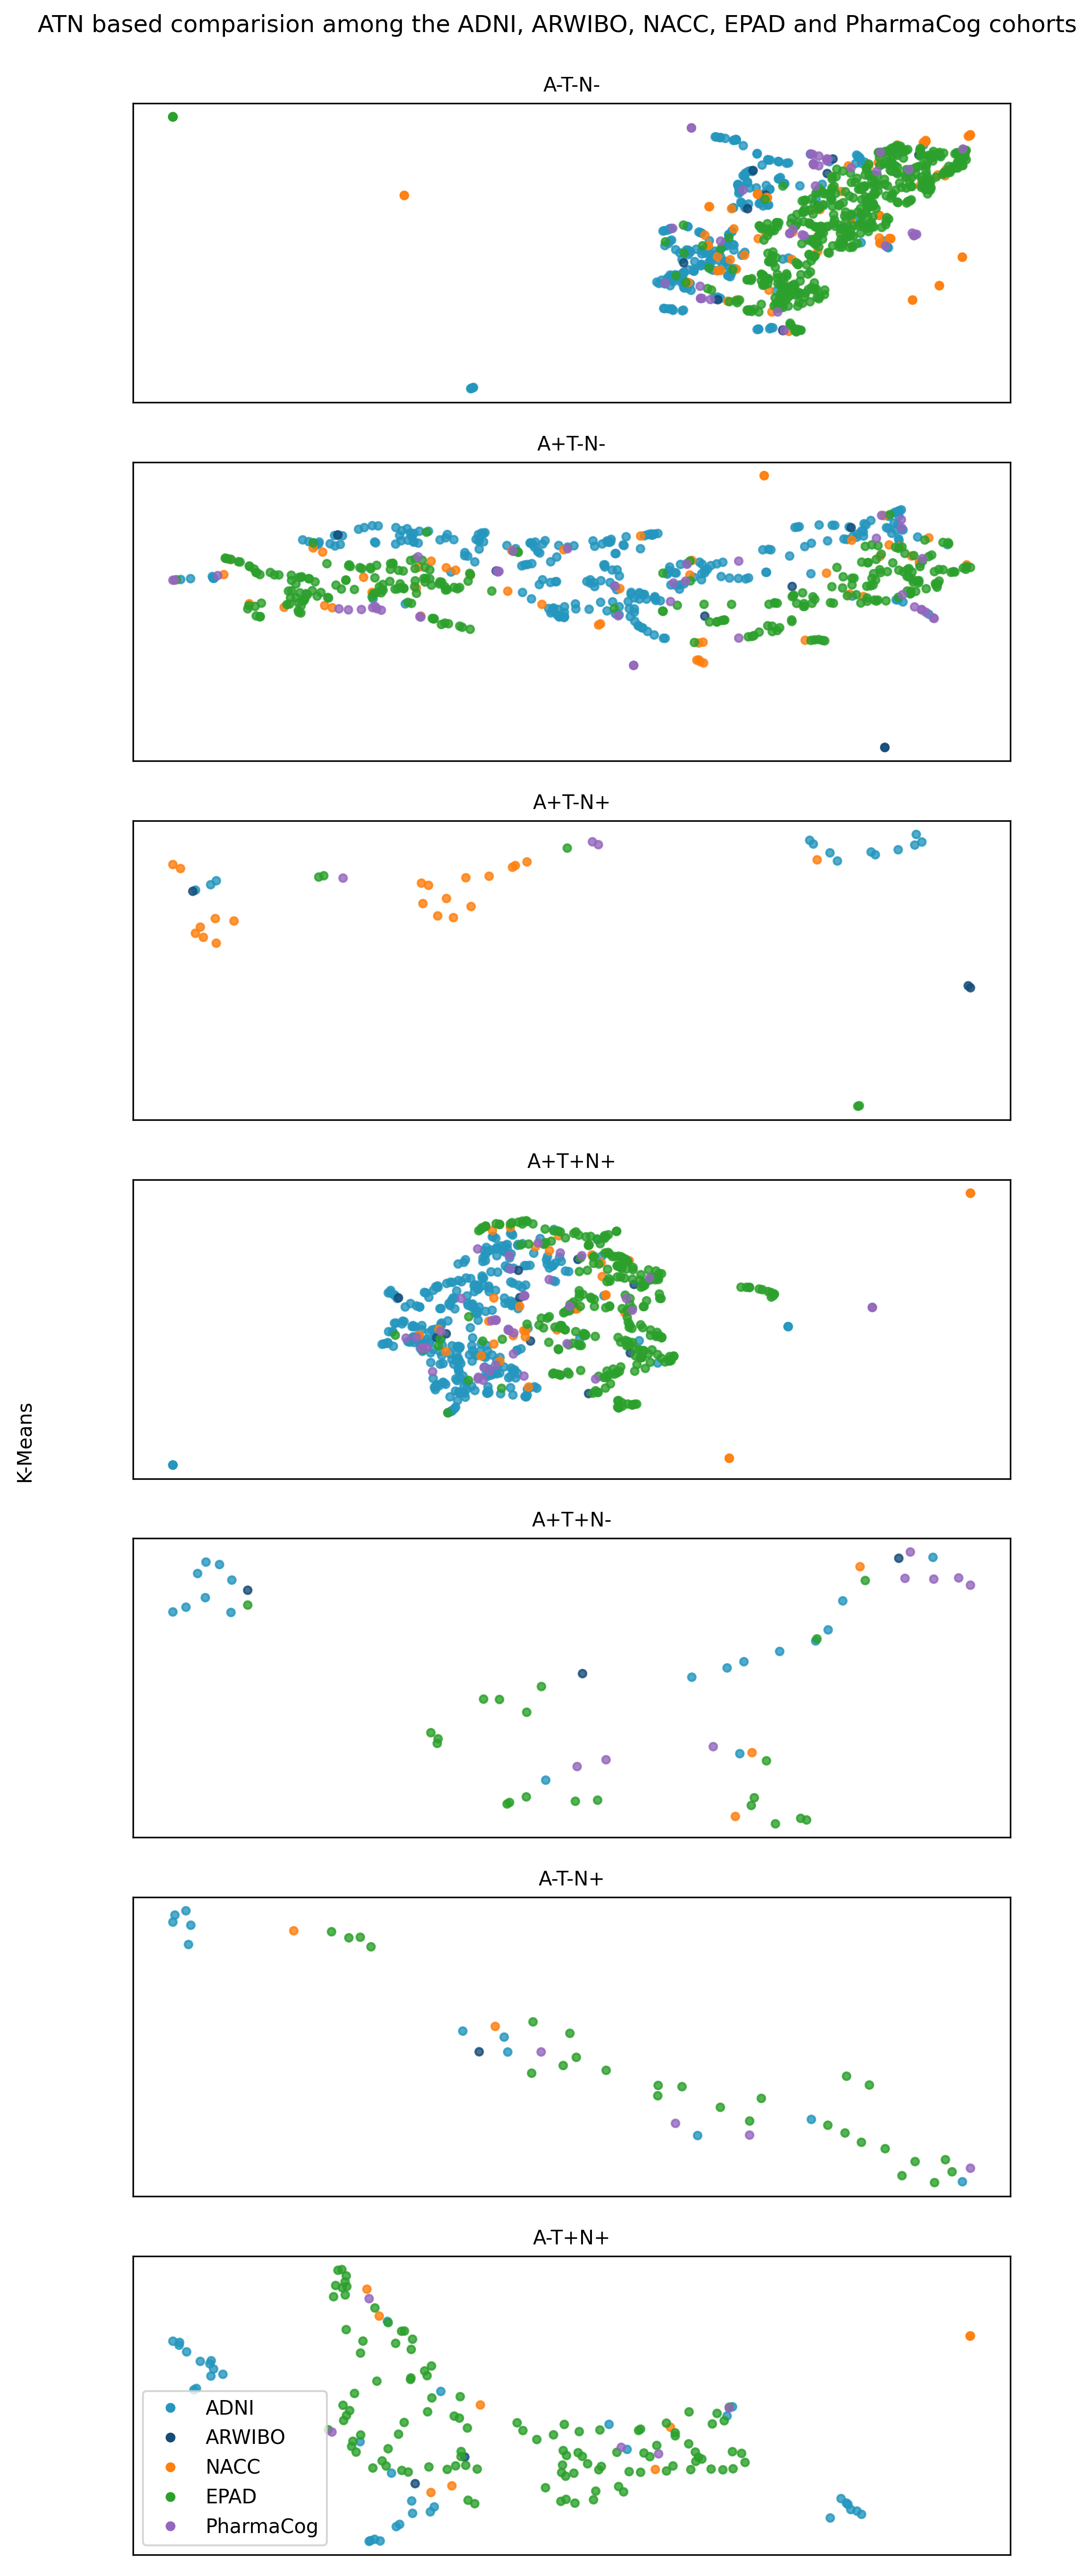 ATN based comparision among the ADNI, ARWIBO, NACC, EPAD and PharmaCog cohorts
A-T-N-
A+T-N-
A+T-N+
A+T+N+
K-Means
A+T+N-
A-T-N+
A-T+N+
ADNI
ARWIBO
NACC
EPAD
PharmaCog